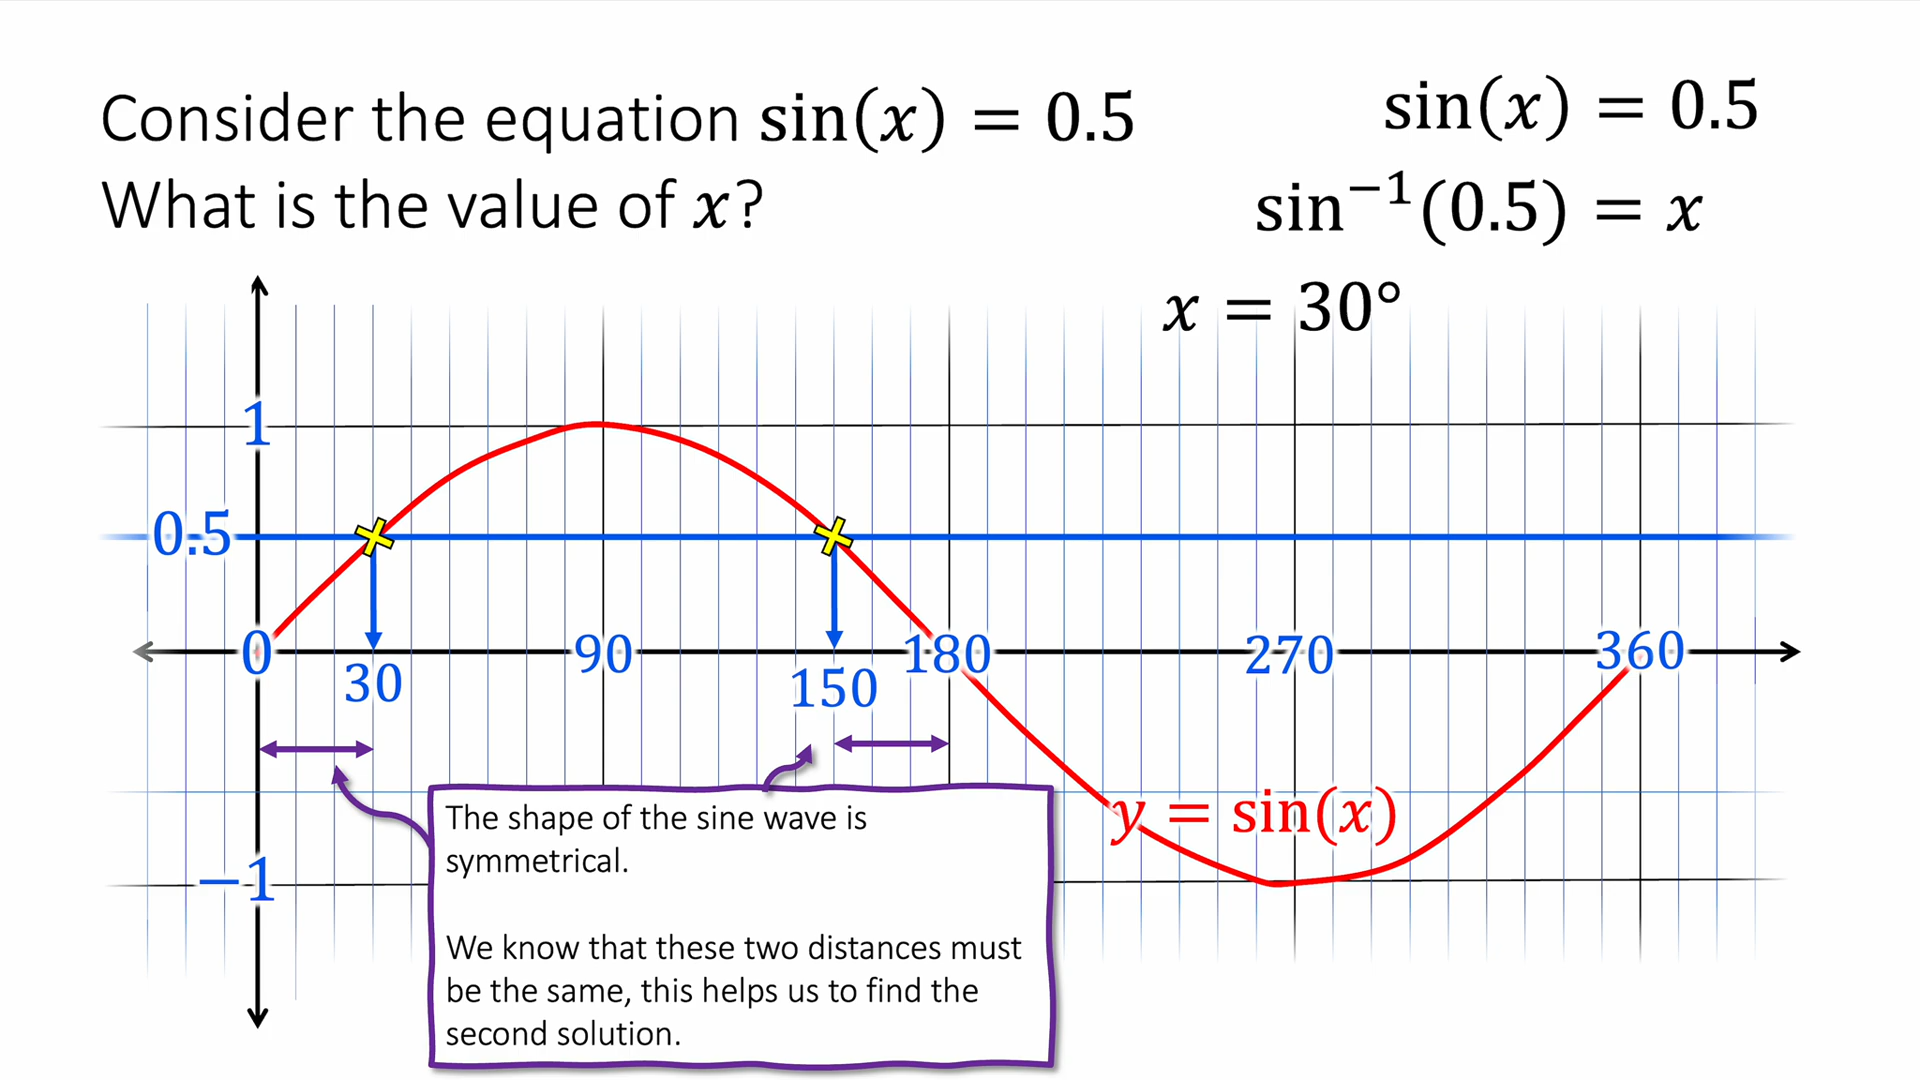 Consider the equation sin(x) = 0.5
What is the value of x?
sin(x) = 0.5
sin⁻¹(0.5) = x
x = 30°
1
0.5
0
30
90
150
180
270
360
−1
y = sin(x)
The shape of the sine wave is
symmetrical.
We know that these two distances must
be the same, this helps us to find the
second solution.